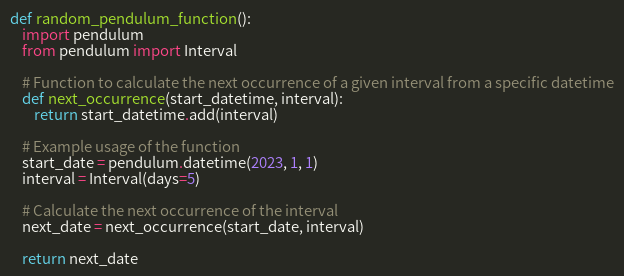 def random_pendulum_function():
    import pendulum
    from pendulum import Interval

    # Function to calculate the next occurrence of a given interval from a specific datetime
    def next_occurrence(start_datetime, interval):
        return start_datetime.add(interval)

    # Example usage of the function
    start_date = pendulum.datetime(2023, 1, 1)
    interval = Interval(days=5)

    # Calculate the next occurrence of the interval
    next_date = next_occurrence(start_date, interval)

    return next_date